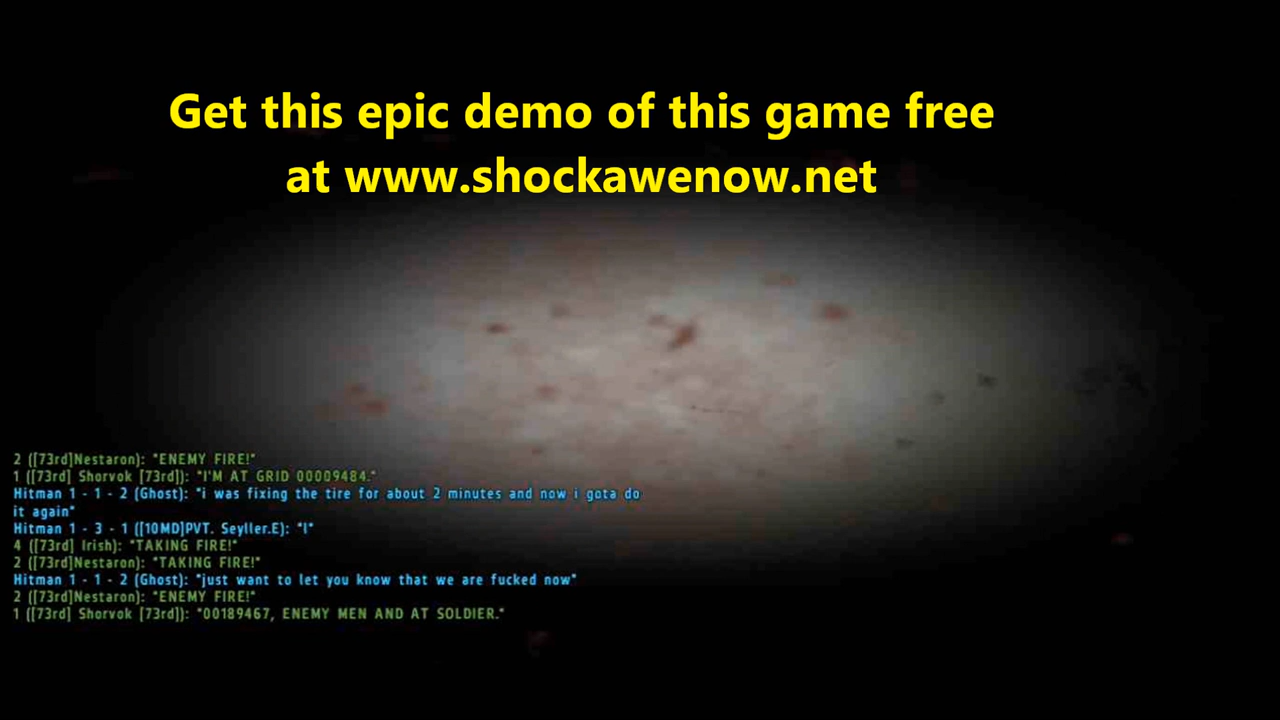 Get this epic demo of this game free
at www.shockawenow.net
2 ([73rd]Nestaron): "ENEMY FIRE!"
1 ([73rd] Shorvok [73rd]): "I'M AT GRID 00009484."
Hitman 1 - 1 - 2 (Ghost): "i was fixing the tire for about 2 minutes and now i gota do
it again"
Hitman 1 - 3 - 1 ([10MD]PVT. Seyller.E): "I"
4 ([73rd] Irish): "TAKING FIRE!"
2 ([73rd]Nestaron): "TAKING FIRE!"
Hitman 1 - 1 - 2 (Ghost): "just want to let you know that we are fucked now"
2 ([73rd]Nestaron): "ENEMY FIRE!"
1 ([73rd] Shorvok [73rd]): "00189467, ENEMY MEN AND AT SOLDIER."